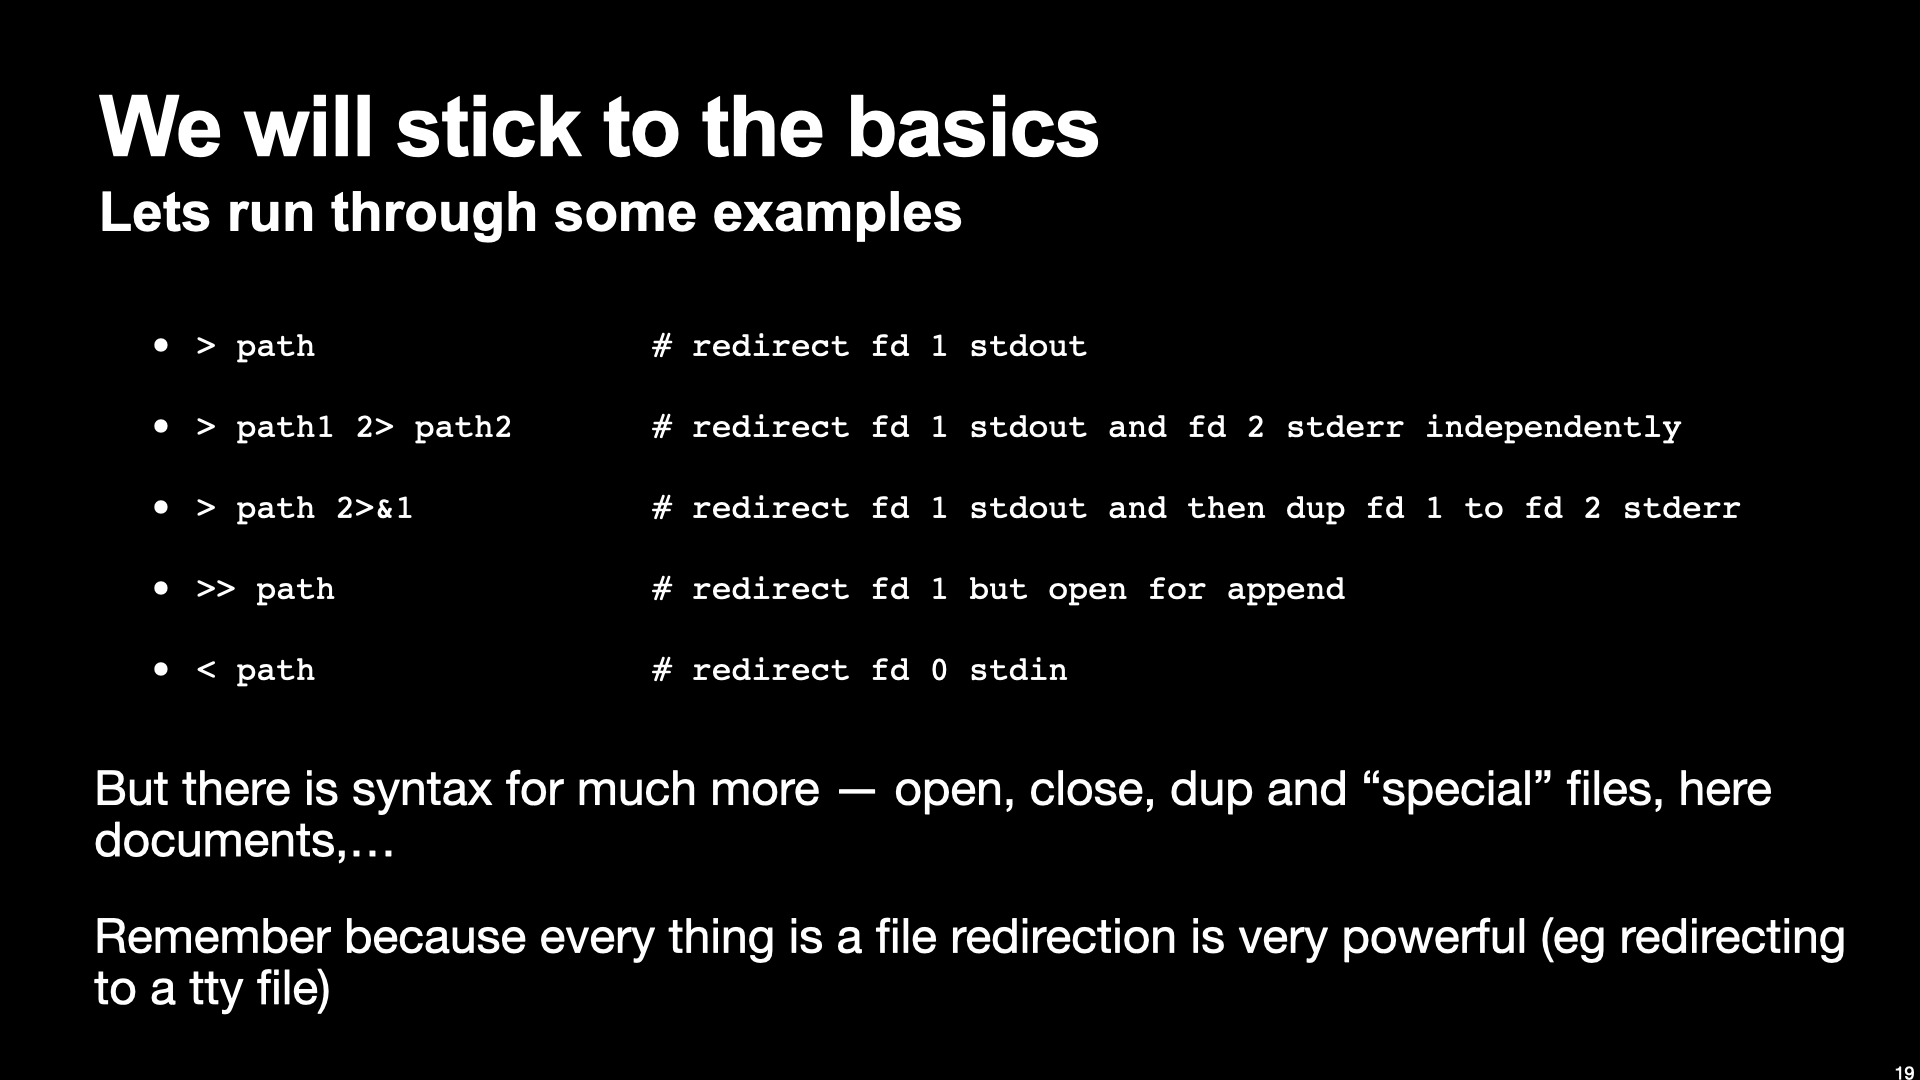 We will stick to the basics
Lets run through some examples
• > path # redirect fd 1 stdout
• > path1 2> path2 # redirect fd 1 stdout and fd 2 stderr independently
• > path 2>&1 # redirect fd 1 stdout and then dup fd 1 to fd 2 stderr
• >> path # redirect fd 1 but open for append
• < path # redirect fd 0 stdin
But there is syntax for much more — open, close, dup and “special” files, here
documents,…
Remember because every thing is a file redirection is very powerful (eg redirecting
to a tty file)
19